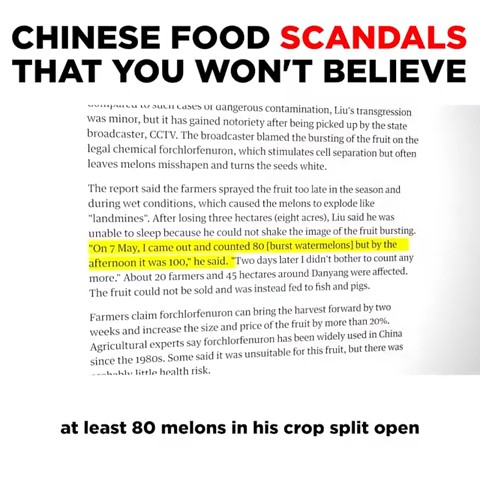 CHINESE FOOD SCANDALS
THAT YOU WON'T BELIEVE
compared to such cases of dangerous contamination, Liu's transgression
was minor, but it has gained notoriety after being picked up by the state
broadcaster, CCTV. The broadcaster blamed the bursting of the fruit on the
legal chemical forchlorfenuron, which stimulates cell separation but often
leaves melons misshapen and turns the seeds white.
The report said the farmers sprayed the fruit too late in the season and
during wet conditions, which caused the melons to explode like
"landmines". After losing three hectares (eight acres), Liu said he was
unable to sleep because he could not shake the image of the fruit bursting.
"On 7 May, I came out and counted 80 [burst watermelons] but by the
afternoon it was 100," he said. "Two days later I didn't bother to count any
more." About 20 farmers and 45 hectares around Danyang were affected.
The fruit could not be sold and was instead fed to fish and pigs.
Farmers claim forchlorfenuron can bring the harvest forward by two
weeks and increase the size and price of the fruit by more than 20%.
Agricultural experts say forchlorfenuron has been widely used in China
since the 1980s. Some said it was unsuitable for this fruit, but there was
probably little health risk.
at least 80 melons in his crop split open